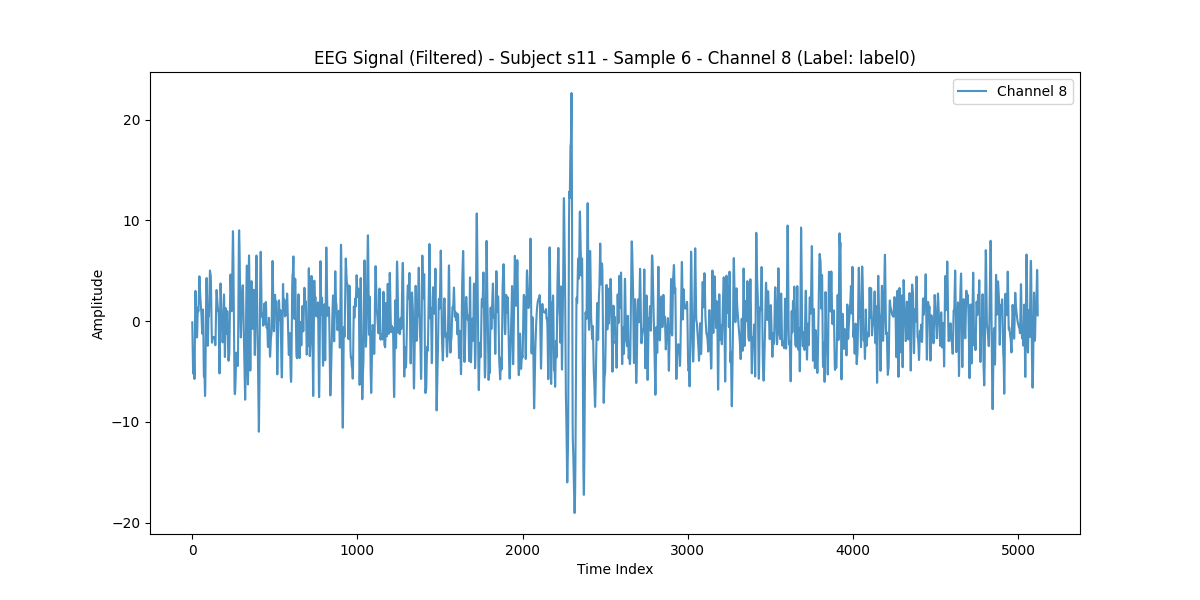 EEG Signal (Filtered) - Subject s11 - Sample 6 - Channel 8 (Label: label0)
Channel 8
20
10
0
−10
−20
Amplitude
0 1000 2000 3000 4000 5000
Time Index